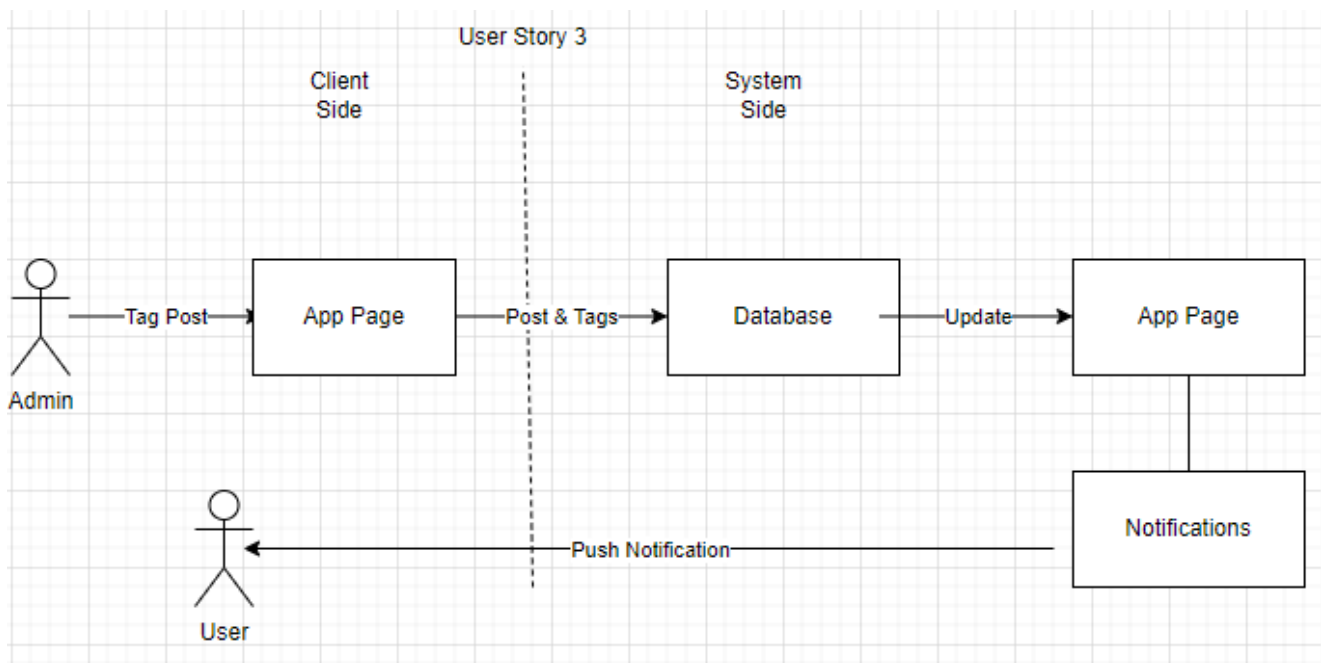 User Story 3
Client
Side
System
Side
Tag Post
App Page
Post & Tags
Database
Update
App Page
Admin
Notifications
Push Notification
User